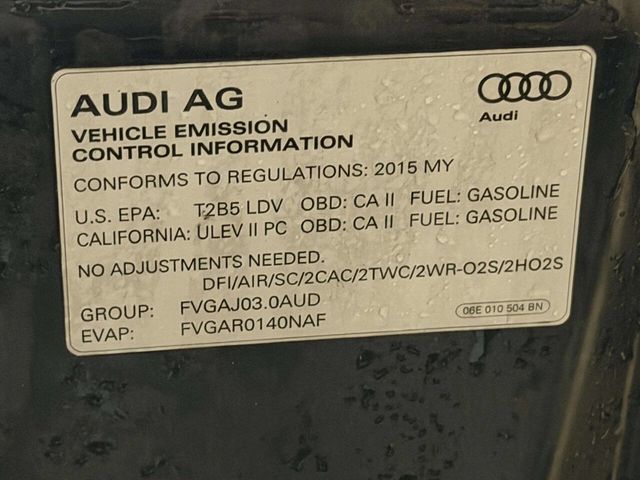 AUDI AG
Audi
VEHICLE EMISSION
CONTROL INFORMATION
CONFORMS TO REGULATIONS: 2015 MY
U.S. EPA: T2B5 LDV OBD: CA II FUEL: GASOLINE
CALIFORNIA: ULEV II PC OBD: CA II FUEL: GASOLINE
NO ADJUSTMENTS NEEDED.
DFI/AIR/SC/2CAC/2TWC/2WR-O2S/2HO2S
GROUP: FVGAJ03.0AUD
EVAP: FVGAR0140NAF
06E 010 504 BN